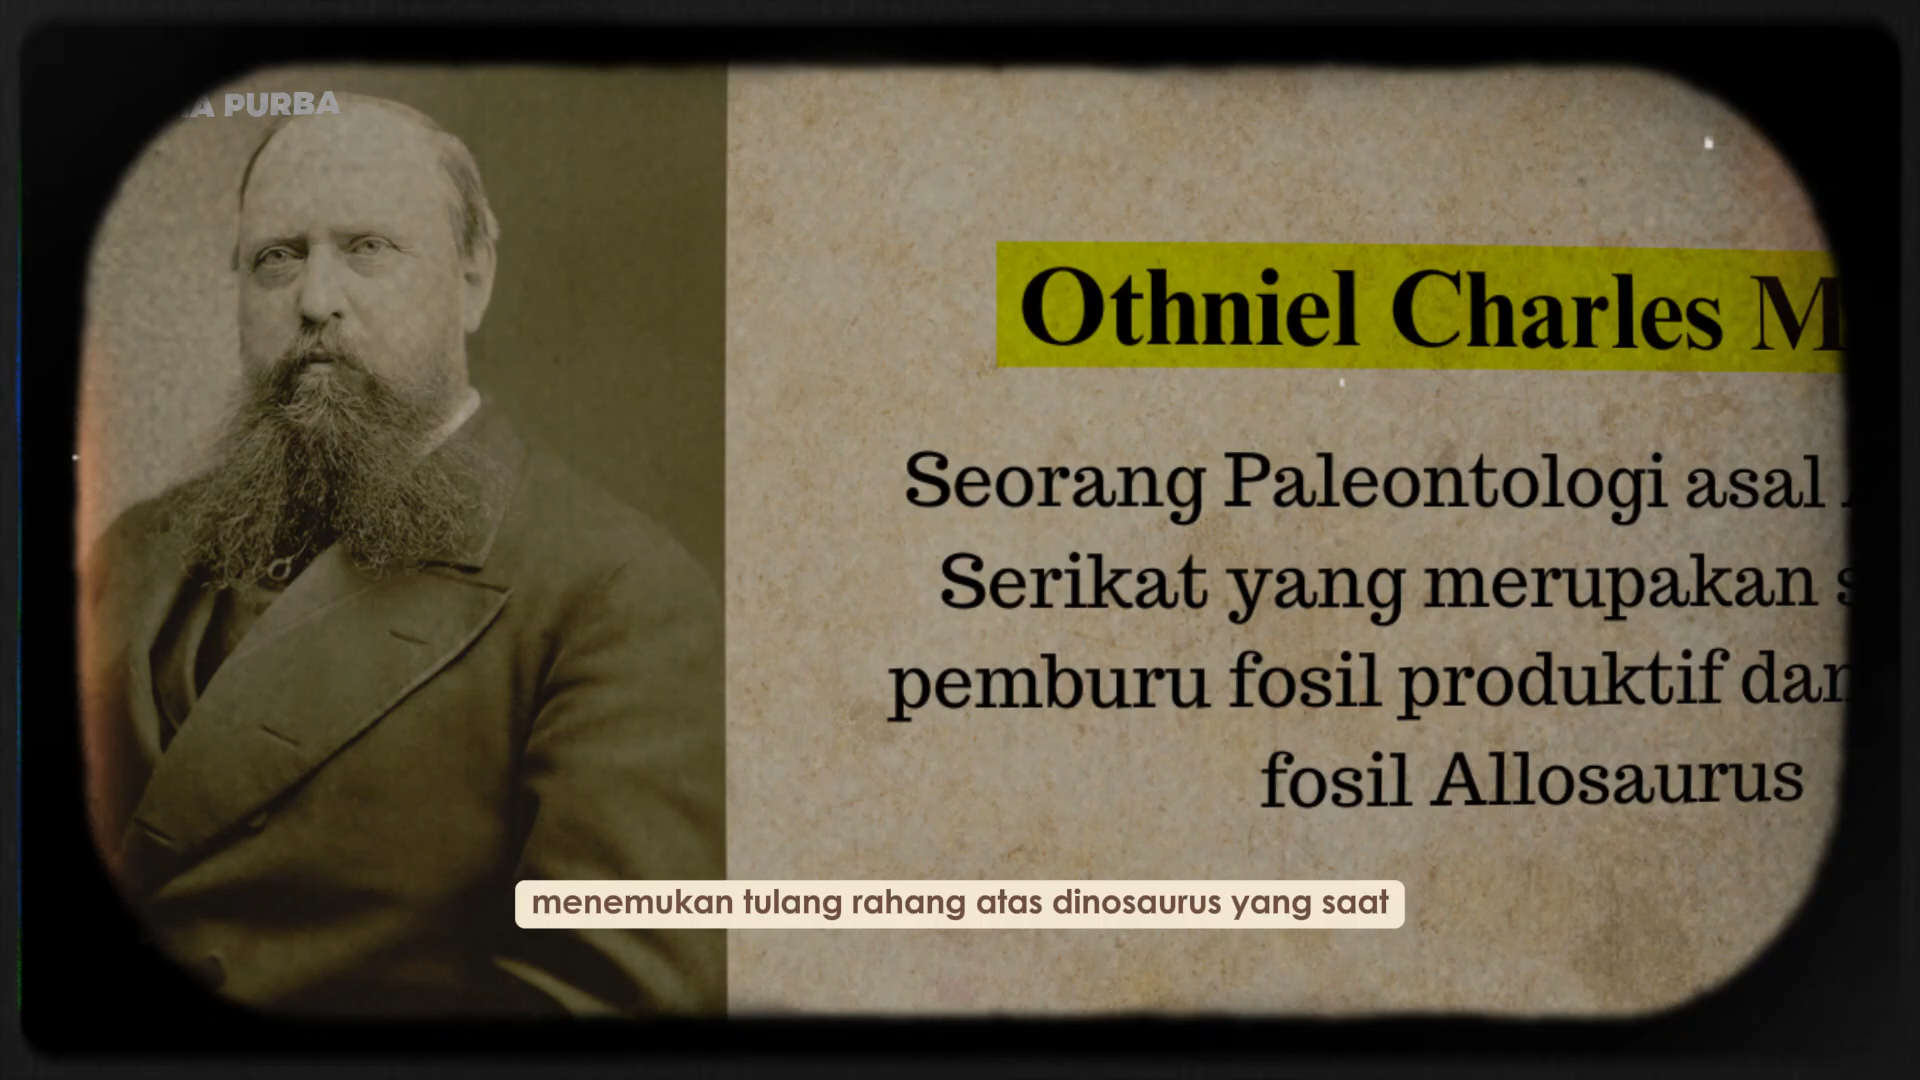 PURBA
Othniel Charles
Seorang Paleontologi asal
Serikat yang merupakan
pemburu fosil produktif dan
fosil Allosaurus
menemukan tulang rahang atas dinosaurus yang saat